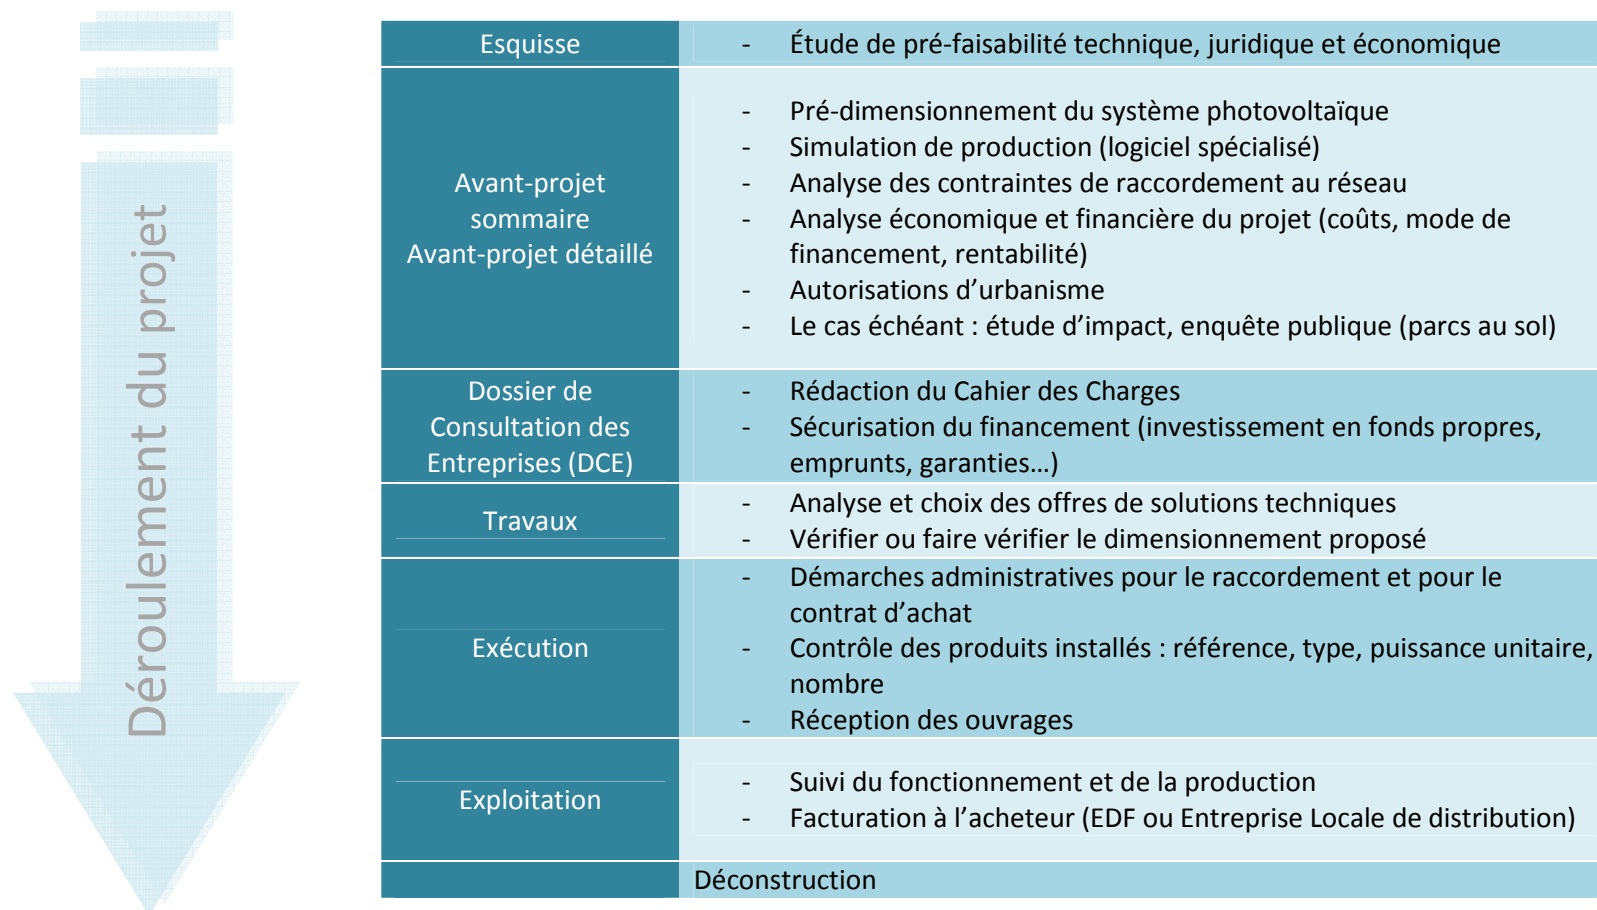 Déroulement du projet
Esquisse
- Étude de pré-faisabilité technique, juridique et économique
Avant-projet
sommaire
Avant-projet détaillé
- Pré-dimensionnement du système photovoltaïque
- Simulation de production (logiciel spécialisé)
- Analyse des contraintes de raccordement au réseau
- Analyse économique et financière du projet (coûts, mode de
financement, rentabilité)
- Autorisations d’urbanisme
- Le cas échéant : étude d’impact, enquête publique (parcs au sol)
Dossier de
Consultation des
Entreprises (DCE)
- Rédaction du Cahier des Charges
- Sécurisation du financement (investissement en fonds propres,
emprunts, garanties…)
Travaux
- Analyse et choix des offres de solutions techniques
- Vérifier ou faire vérifier le dimensionnement proposé
Exécution
- Démarches administratives pour le raccordement et pour le
contrat d’achat
- Contrôle des produits installés : référence, type, puissance unitaire,
nombre
- Réception des ouvrages
Exploitation
- Suivi du fonctionnement et de la production
- Facturation à l’acheteur (EDF ou Entreprise Locale de distribution)
Déconstruction